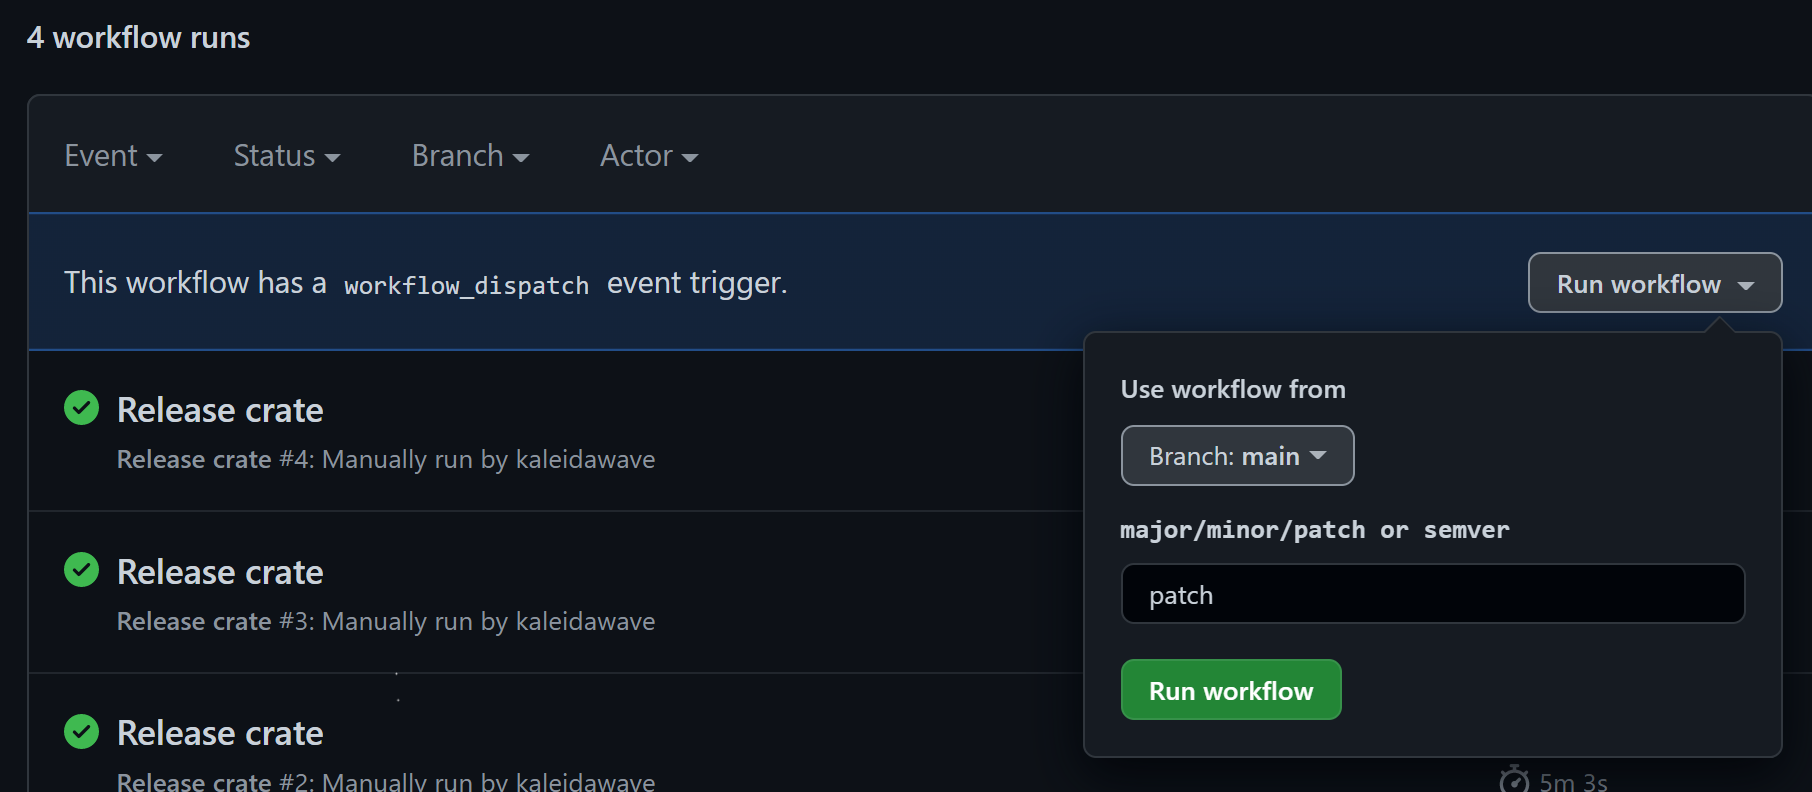 4 workflow runs
Event Status Branch Actor
This workflow has a workflow_dispatch event trigger.
Run workflow
Use workflow from
Branch: main
major/minor/patch or semver
patch
Run workflow
Release crate
Release crate #4: Manually run by kaleidawave
Release crate
Release crate #3: Manually run by kaleidawave
Release crate
Release crate #2: Manually run by kaleidawave
5m 3s